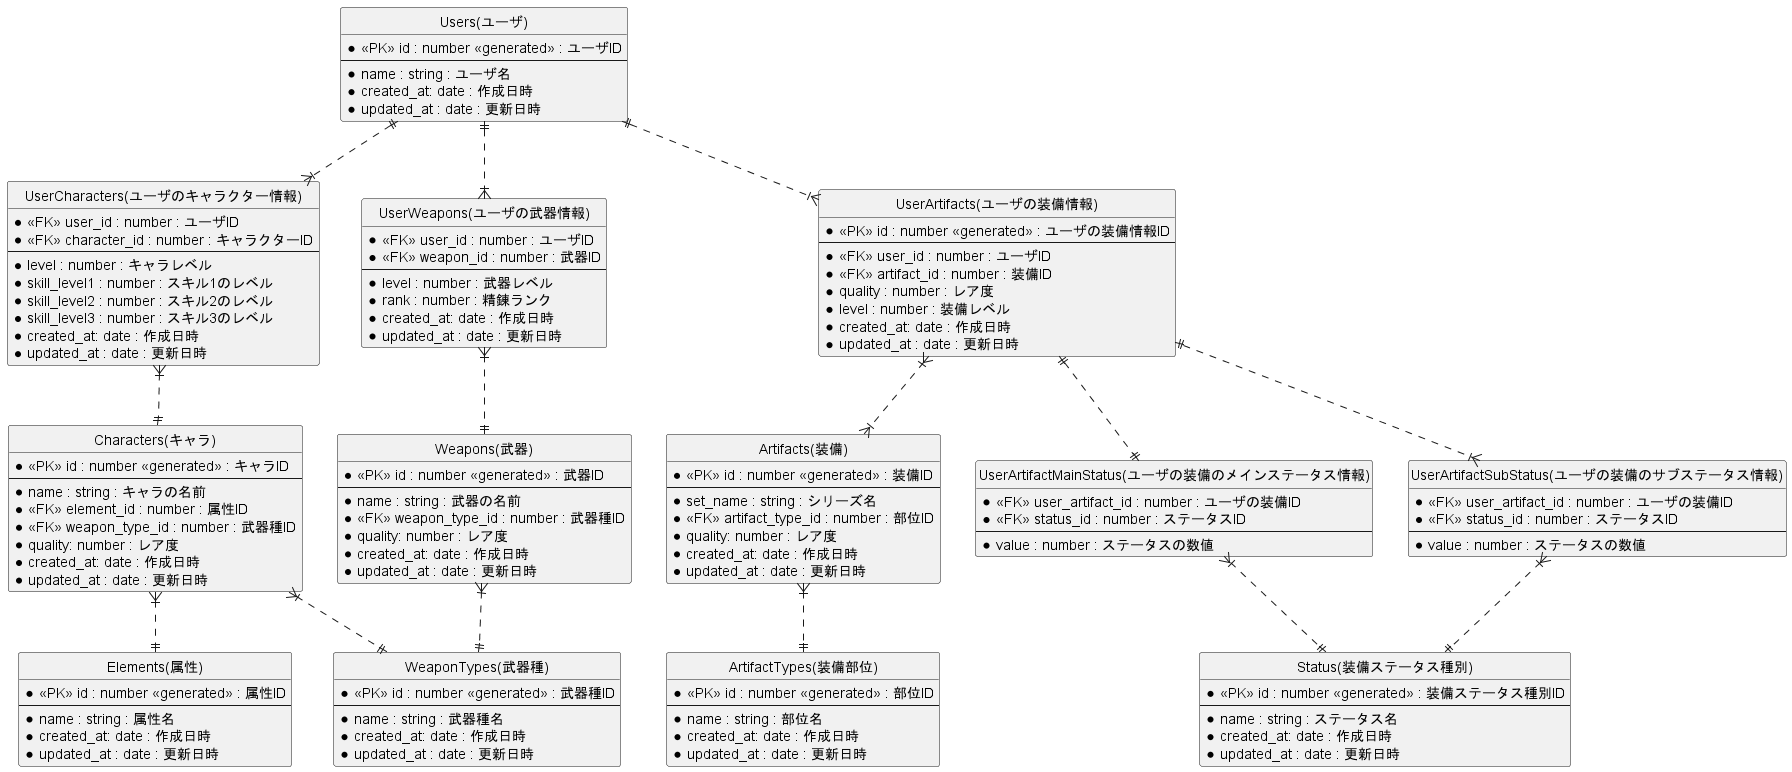 Users(ユーザ)
«PK» id : number «generated» : ユーザID
name : string : ユーザ名
created_at: date : 作成日時
updated_at : date : 更新日時
UserCharacters(ユーザのキャラクター情報)
«FK» user_id : number : ユーザID
«FK» character_id : number : キャラクターID
level : number : キャラレベル
skill_level1 : number : スキル1のレベル
skill_level2 : number : スキル2のレベル
skill_level3 : number : スキル3のレベル
created_at: date : 作成日時
updated_at : date : 更新日時
UserWeapons(ユーザの武器情報)
«FK» user_id : number : ユーザID
«FK» weapon_id : number : 武器ID
level : number : 武器レベル
rank : number : 精錬ランク
created_at: date : 作成日時
updated_at : date : 更新日時
UserArtifacts(ユーザの装備情報)
«PK» id : number «generated» : ユーザの装備情報ID
«FK» user_id : number : ユーザID
«FK» artifact_id : number : 装備ID
quality : number : レア度
level : number : 装備レベル
created_at: date : 作成日時
updated_at : date : 更新日時
Characters(キャラ)
«PK» id : number «generated» : キャラID
name : string : キャラの名前
«FK» element_id : number : 属性ID
«FK» weapon_type_id : number : 武器種ID
quality: number : レア度
created_at: date : 作成日時
updated_at : date : 更新日時
Weapons(武器)
«PK» id : number «generated» : 武器ID
name : string : 武器の名前
«FK» weapon_type_id : number : 武器種ID
quality: number : レア度
created_at: date : 作成日時
updated_at : date : 更新日時
Artifacts(装備)
«PK» id : number «generated» : 装備ID
set_name : string : シリーズ名
«FK» artifact_type_id : number : 部位ID
quality: number : レア度
created_at: date : 作成日時
updated_at : date : 更新日時
UserArtifactMainStatus(ユーザの装備のメインステータス情報)
«FK» user_artifact_id : number : ユーザの装備ID
«FK» status_id : number : ステータスID
value : number : ステータスの数値
UserArtifactSubStatus(ユーザの装備のサブステータス情報)
«FK» user_artifact_id : number : ユーザの装備ID
«FK» status_id : number : ステータスID
value : number : ステータスの数値
Elements(属性)
«PK» id : number «generated» : 属性ID
name : string : 属性名
created_at: date : 作成日時
updated_at : date : 更新日時
WeaponTypes(武器種)
«PK» id : number «generated» : 武器種ID
name : string : 武器種名
created_at: date : 作成日時
updated_at : date : 更新日時
ArtifactTypes(装備部位)
«PK» id : number «generated» : 部位ID
name : string : 部位名
created_at: date : 作成日時
updated_at : date : 更新日時
Status(装備ステータス種別)
«PK» id : number «generated» : 装備ステータス種別ID
name : string : ステータス名
created_at: date : 作成日時
updated_at : date : 更新日時